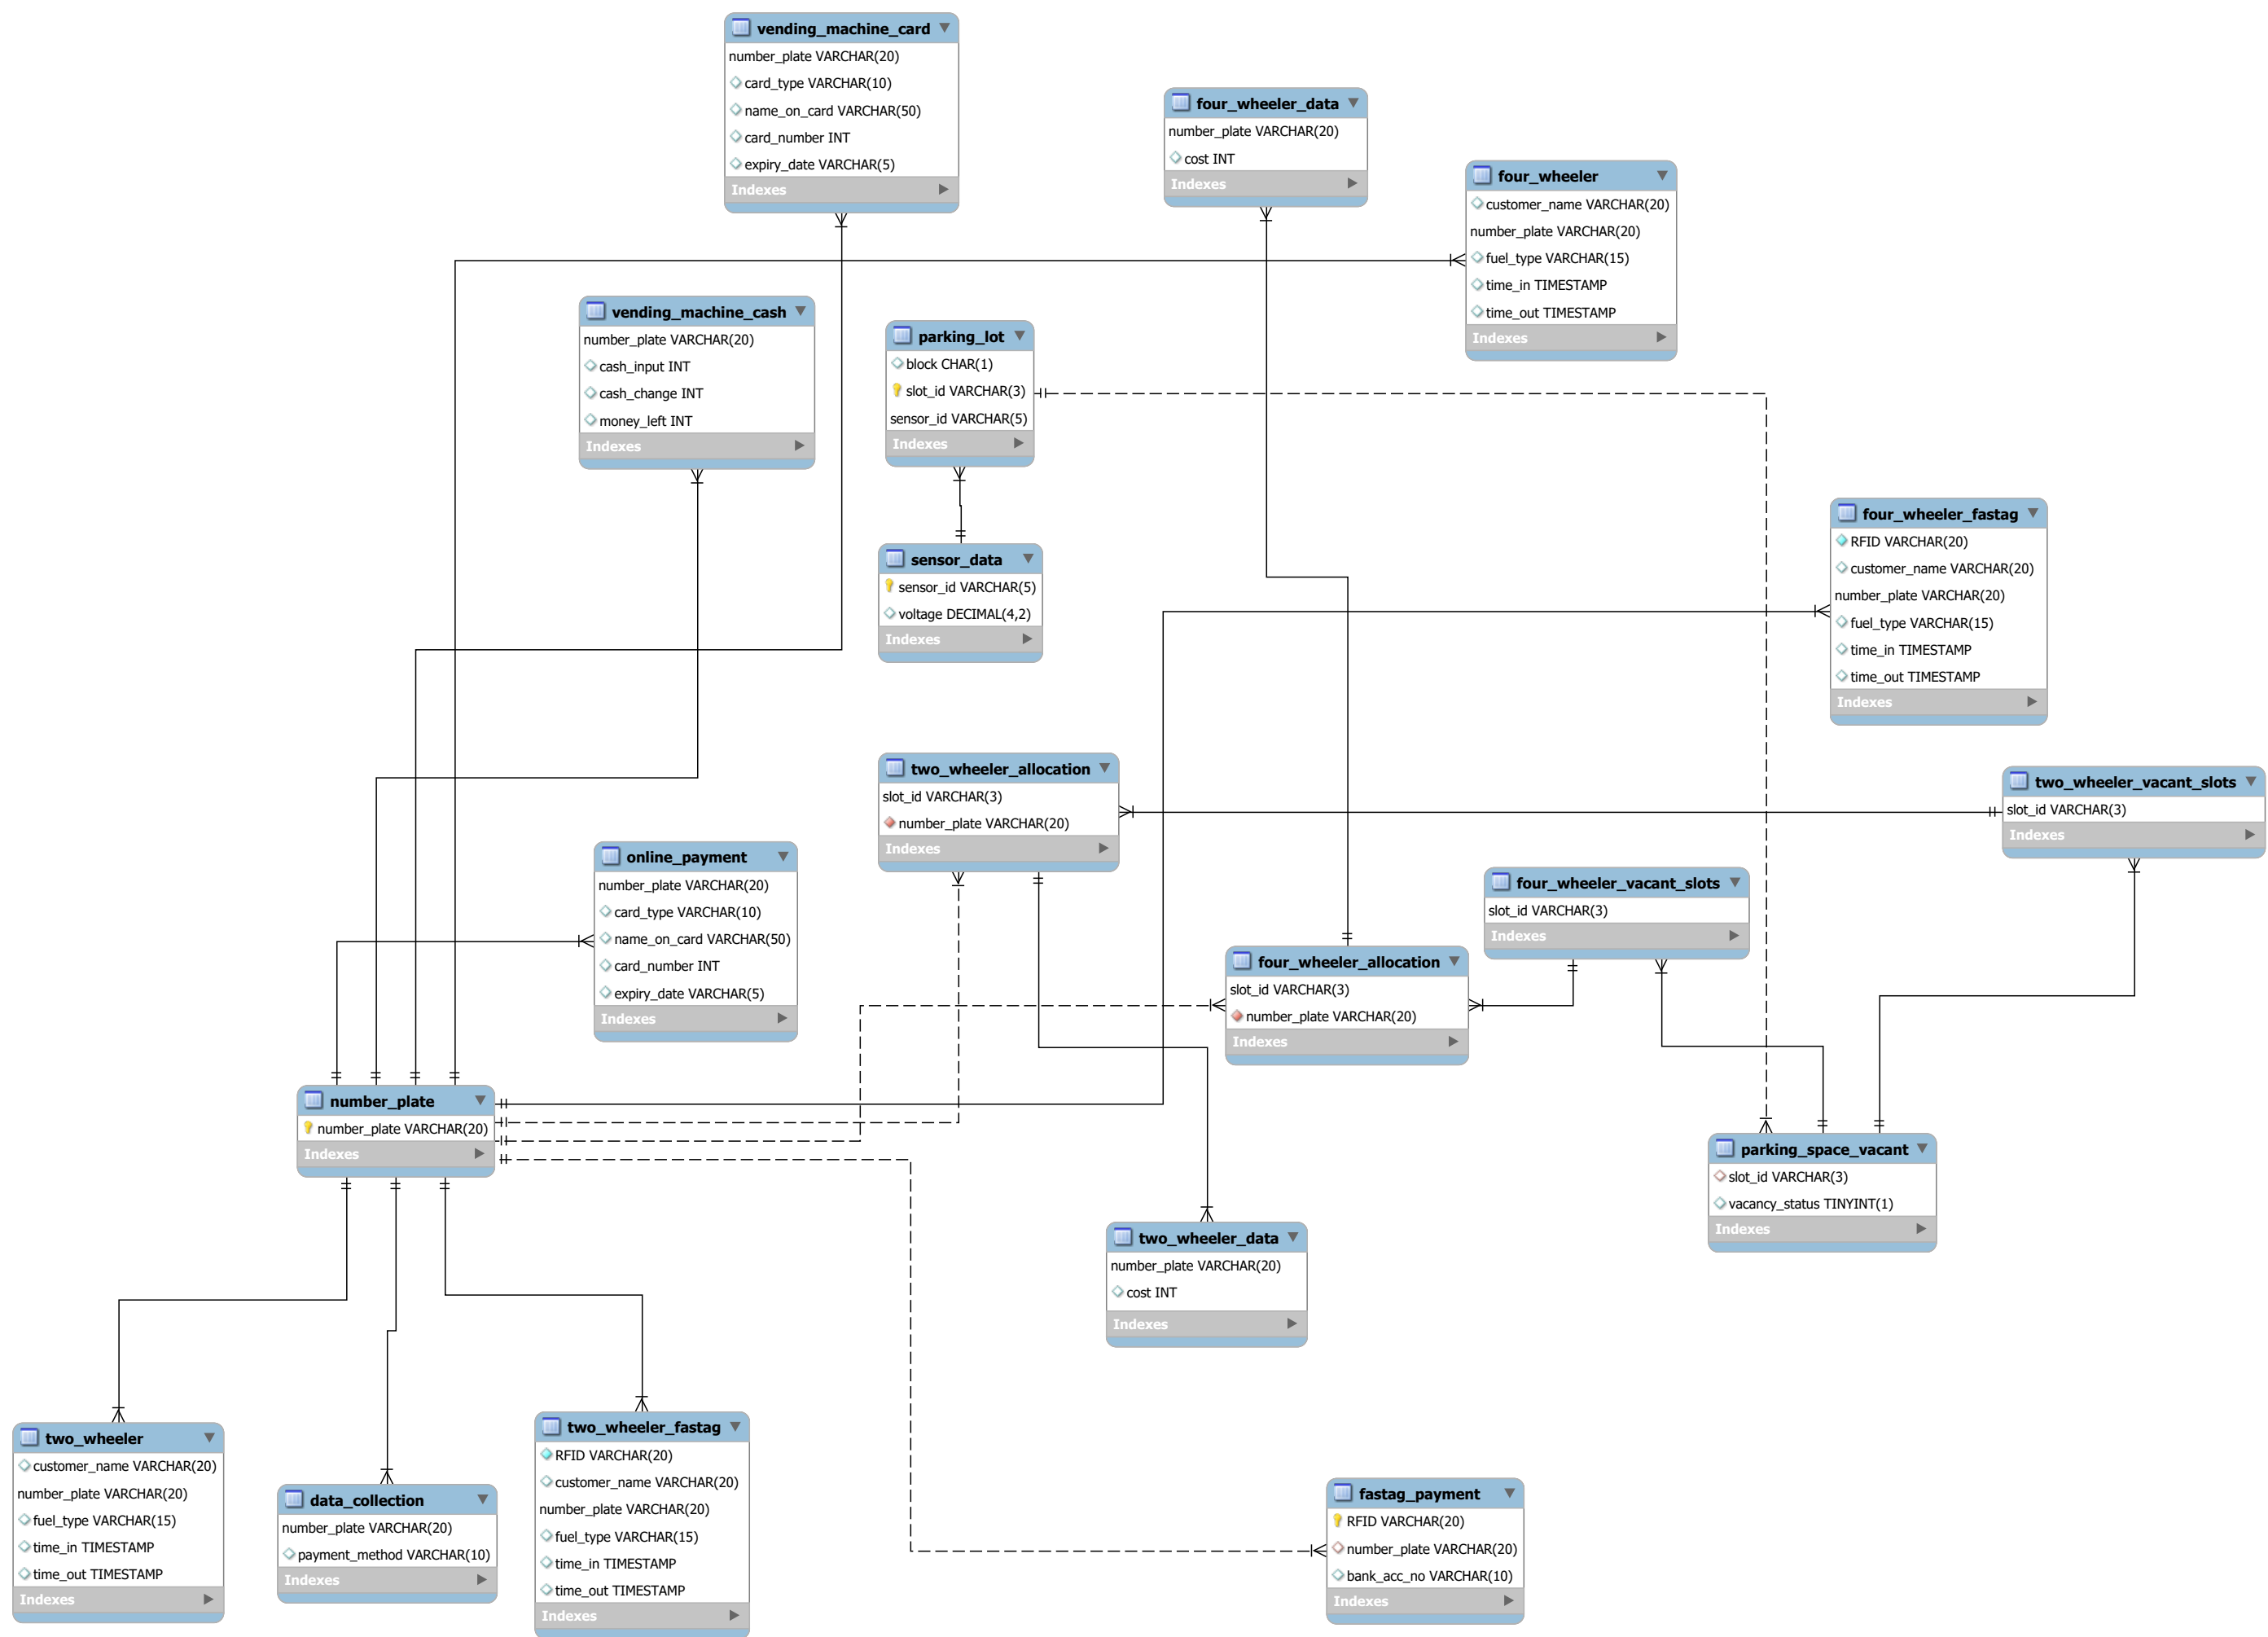 vending_machine_card
number_plate VARCHAR(20)
card_type VARCHAR(10)
name_on_card VARCHAR(50)
card_number INT
expiry_date VARCHAR(5)
Indexes
four_wheeler_data
number_plate VARCHAR(20)
cost INT
Indexes
four_wheeler
customer_name VARCHAR(20)
number_plate VARCHAR(20)
fuel_type VARCHAR(15)
time_in TIMESTAMP
time_out TIMESTAMP
Indexes
vending_machine_cash
number_plate VARCHAR(20)
cash_input INT
cash_change INT
money_left INT
Indexes
parking_lot
block CHAR(1)
slot_id VARCHAR(3)
sensor_id VARCHAR(5)
Indexes
sensor_data
sensor_id VARCHAR(5)
voltage DECIMAL(4,2)
Indexes
four_wheeler_fastag
RFID VARCHAR(20)
customer_name VARCHAR(20)
number_plate VARCHAR(20)
fuel_type VARCHAR(15)
time_in TIMESTAMP
time_out TIMESTAMP
Indexes
two_wheeler_allocation
slot_id VARCHAR(3)
number_plate VARCHAR(20)
Indexes
two_wheeler_vacant_slots
slot_id VARCHAR(3)
Indexes
online_payment
number_plate VARCHAR(20)
card_type VARCHAR(10)
name_on_card VARCHAR(50)
card_number INT
expiry_date VARCHAR(5)
Indexes
four_wheeler_vacant_slots
slot_id VARCHAR(3)
Indexes
four_wheeler_allocation
slot_id VARCHAR(3)
number_plate VARCHAR(20)
Indexes
number_plate
number_plate VARCHAR(20)
Indexes
parking_space_vacant
slot_id VARCHAR(3)
vacancy_status TINYINT(1)
Indexes
two_wheeler_data
number_plate VARCHAR(20)
cost INT
Indexes
two_wheeler
customer_name VARCHAR(20)
number_plate VARCHAR(20)
fuel_type VARCHAR(15)
time_in TIMESTAMP
time_out TIMESTAMP
Indexes
data_collection
number_plate VARCHAR(20)
payment_method VARCHAR(10)
Indexes
two_wheeler_fastag
RFID VARCHAR(20)
customer_name VARCHAR(20)
number_plate VARCHAR(20)
fuel_type VARCHAR(15)
time_in TIMESTAMP
time_out TIMESTAMP
Indexes
fastag_payment
RFID VARCHAR(20)
number_plate VARCHAR(20)
bank_acc_no VARCHAR(10)
Indexes